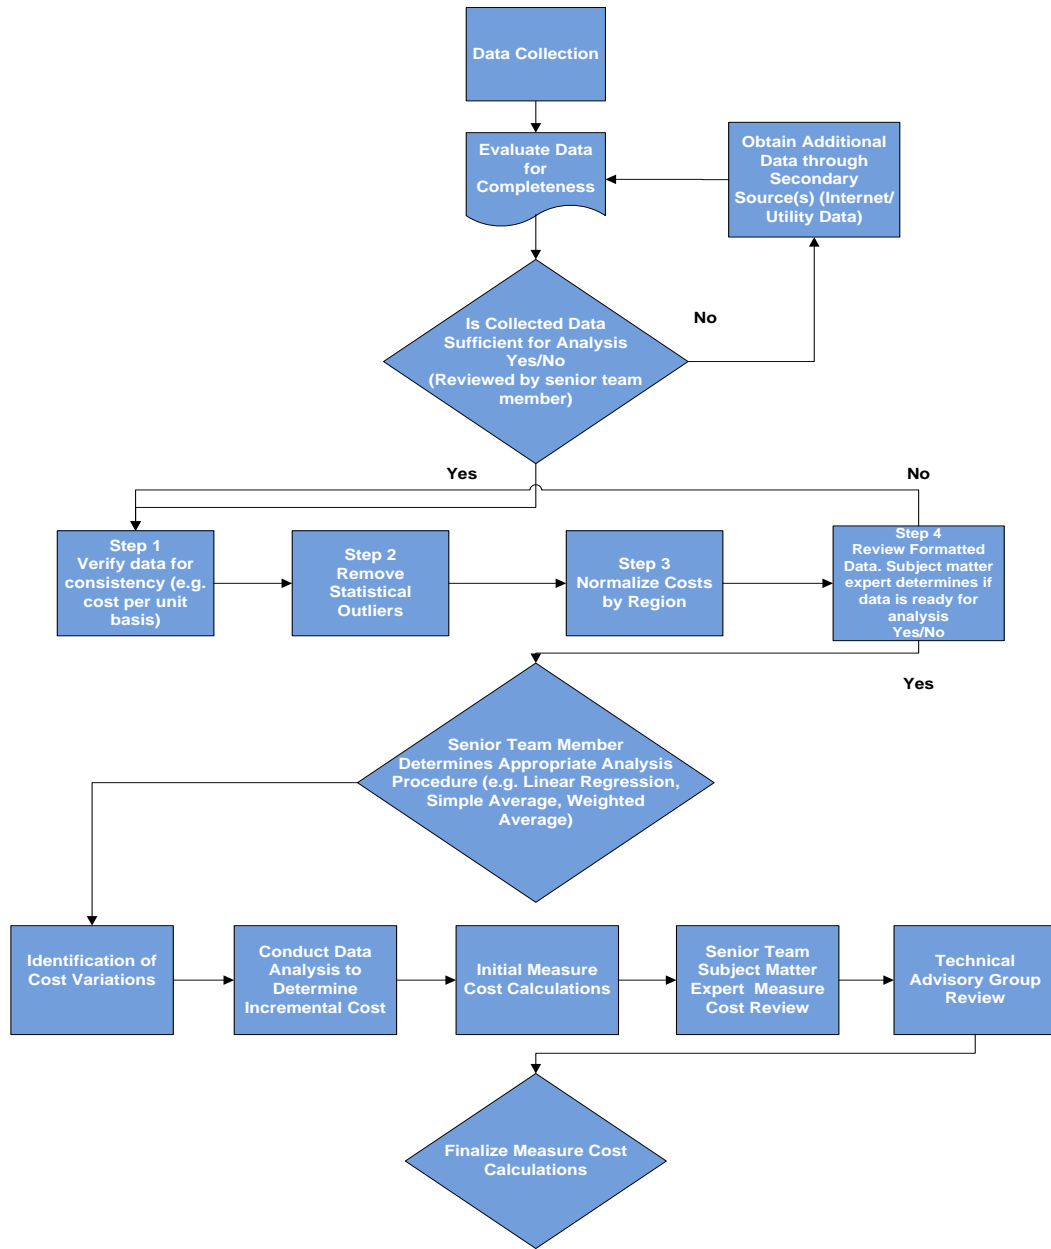 Data Collection
Evaluate Data
for
Completeness
Obtain Additional
Data through
Secondary
Source(s) (Internet/
Utility Data)
Is Collected Data
Sufficient for Analysis
Yes/No
(Reviewed by senior team
member)
No
Yes
No
Step 1
Verify data for
consistency (e.g.
cost per unit
basis)
Step 2
Remove
Statistical
Outliers
Step 3
Normalize Costs
by Region
Step 4
Review Formatted
Data. Subject matter
expert determines if
data is ready for
analysis
Yes/No
Yes
Senior Team Member
Determines Appropriate Analysis
Procedure (e.g. Linear Regression,
Simple Average, Weighted
Average)
Identification of
Cost Variations
Conduct Data
Analysis to
Determine
Incremental Cost
Initial Measure
Cost Calculations
Senior Team
Subject Matter
Expert  Measure
Cost Review
Technical
Advisory Group
Review
Finalize Measure Cost
Calculations